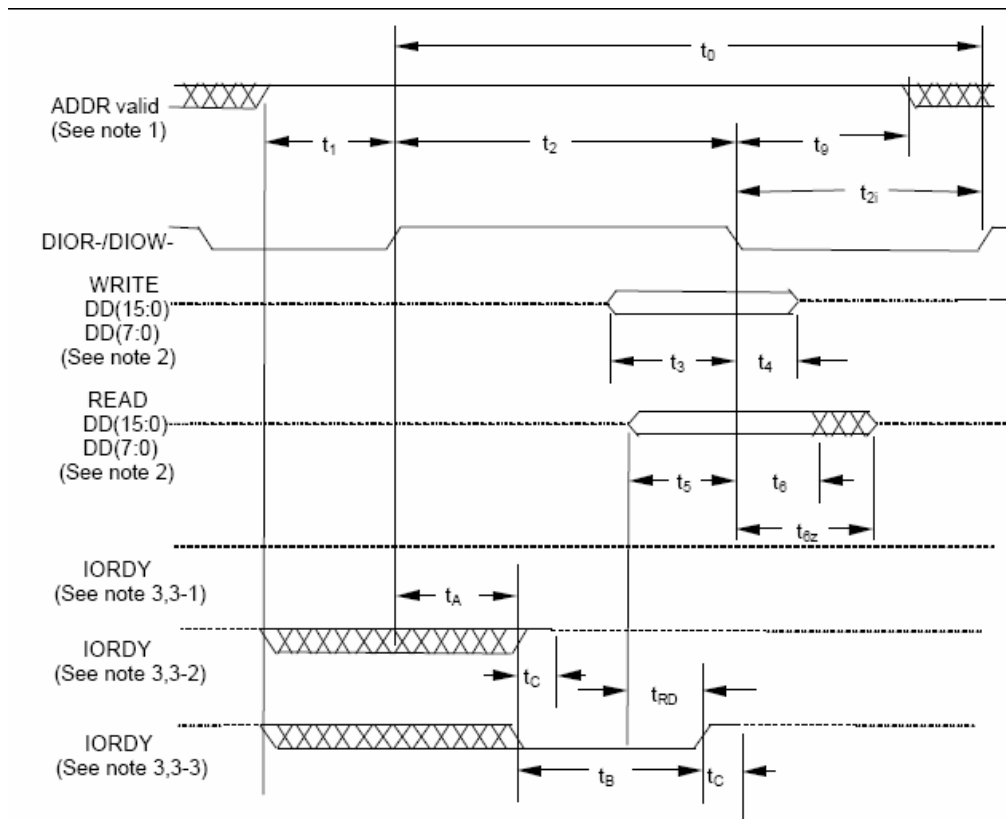 t0
ADDR valid
(See note 1)
t1
t2
t9
t2i
DIOR-/DIOW-
WRITE
DD(15:0)
DD(7:0)
(See note 2)
t3
t4
READ
DD(15:0)
DD(7:0)
(See note 2)
t5
t6
t6z
IORDY
(See note 3,3-1)
tA
IORDY
(See note 3,3-2)
tC
tRD
IORDY
(See note 3,3-3)
tB
tC